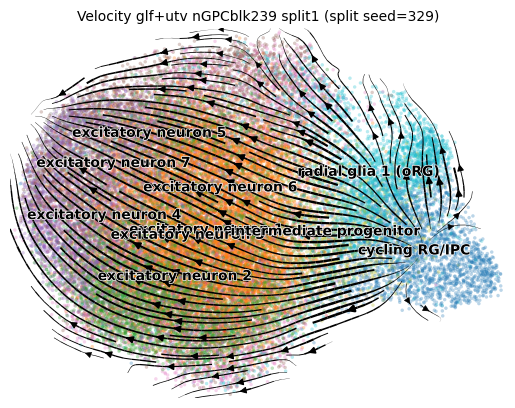 Velocity glf+utv nGPCblk239 split1 (split seed=329)
excitatory neuron 5
excitatory neuron 7
radial glia 1 (oRG)
excitatory neuron 6
excitatory neuron 4
intermediate progenitor
cycling RG/IPC
excitatory neuron 2